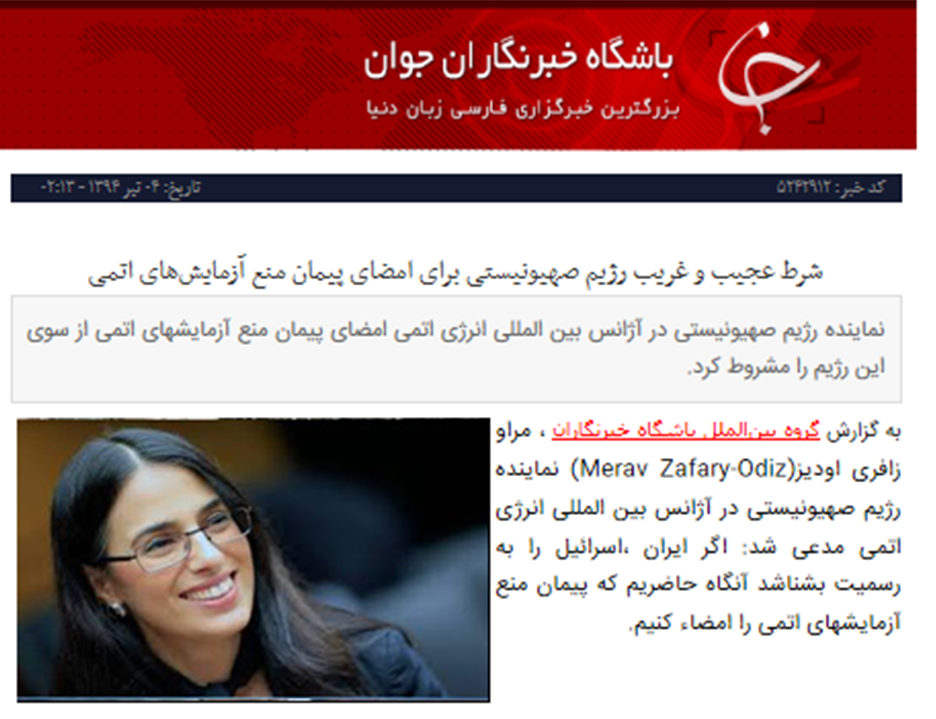 باشگاه خبرنگاران جوان
بزرگترین خبرگزاری فارسی زبان دنیا
کد خبر: ۵۲۴۲۹۱۲
تاریخ: ۰۴ تیر ۱۳۹۴ - ۰۲:۱۳
شرط عجیب و غریب رژیم صهیونیستی برای امضای پیمان منع آزمایش‌های اتمی
نماینده رژیم صهیونیستی در آژانس بین المللی انرژی اتمی امضای پیمان منع آزمایشهای اتمی از سوی
این رژیم را مشروط کرد.
به گزارش گروه بین‌الملل باشگاه خبرنگاران ، مراو
زافری اودیز(Merav Zafary-Odiz) نماینده
رژیم صهیونیستی در آژانس بین المللی انرژی
اتمی مدعی شد: اگر ایران ،اسرائیل را به
رسمیت بشناشد آنگاه حاضریم که پیمان منع
آزمایشهای اتمی را امضاء کنیم.